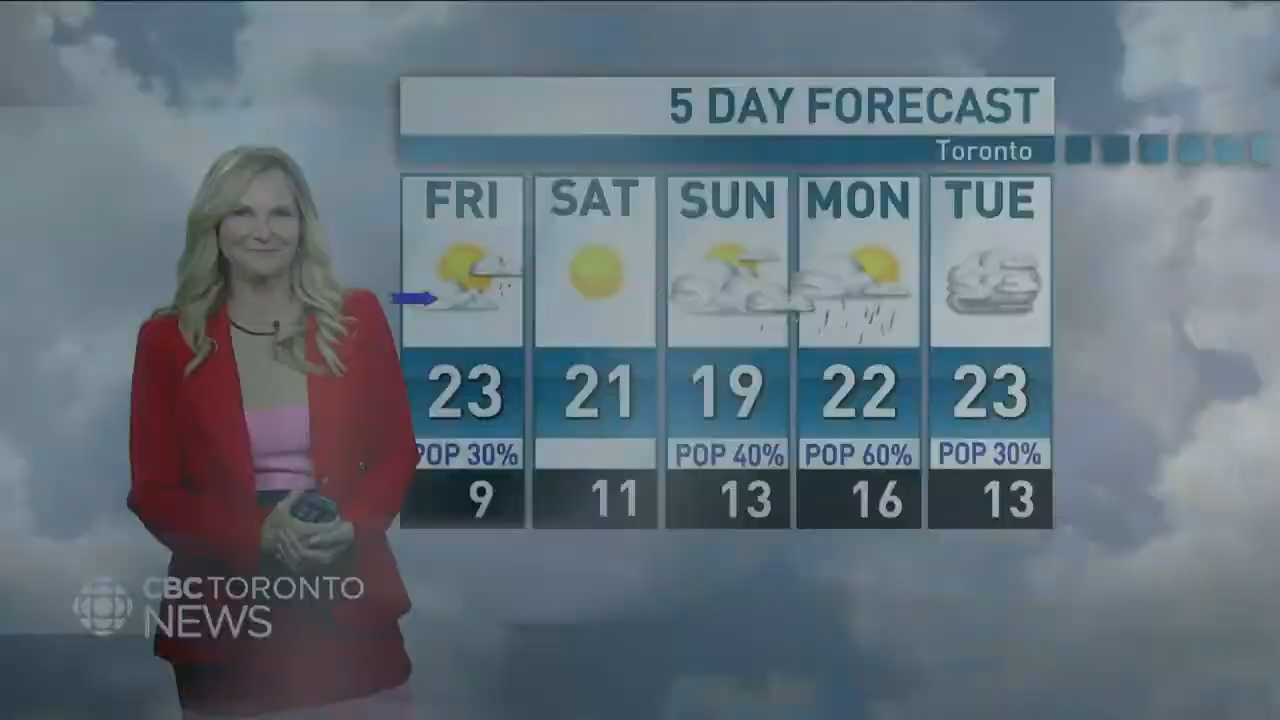 5 DAY FORECAST
Toronto
FRI SAT SUN MON TUE
23 21 19 22 23
POP 30% POP 40% POP 60% POP 30%
9 11 13 16 13
CBC TORONTO
NEWS